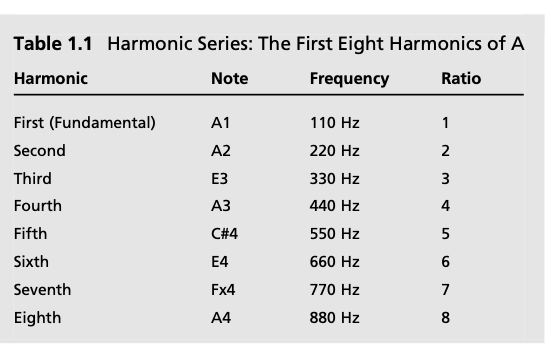 Table 1.1 Harmonic Series: The First Eight Harmonics of A
Harmonic Note Frequency Ratio
First (Fundamental) A1 110 Hz 1
Second A2 220 Hz 2
Third E3 330 Hz 3
Fourth A3 440 Hz 4
Fifth C#4 550 Hz 5
Sixth E4 660 Hz 6
Seventh Fx4 770 Hz 7
Eighth A4 880 Hz 8